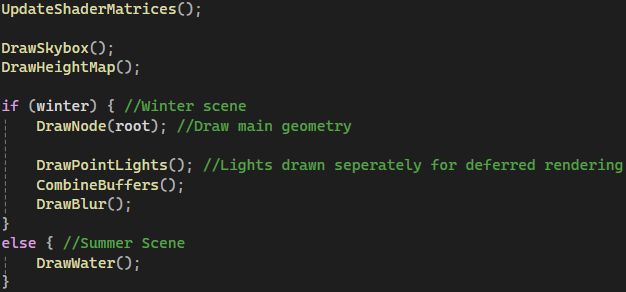 UpdateShaderMatrices();
DrawSkybox();
DrawHeightMap();
if (winter) { //Winter scene
DrawNode(root); //Draw main geometry
DrawPointLights(); //Lights drawn seperately for deferred rendering
CombineBuffers();
DrawBlur();
}
else { //Summer Scene
DrawWater();
}